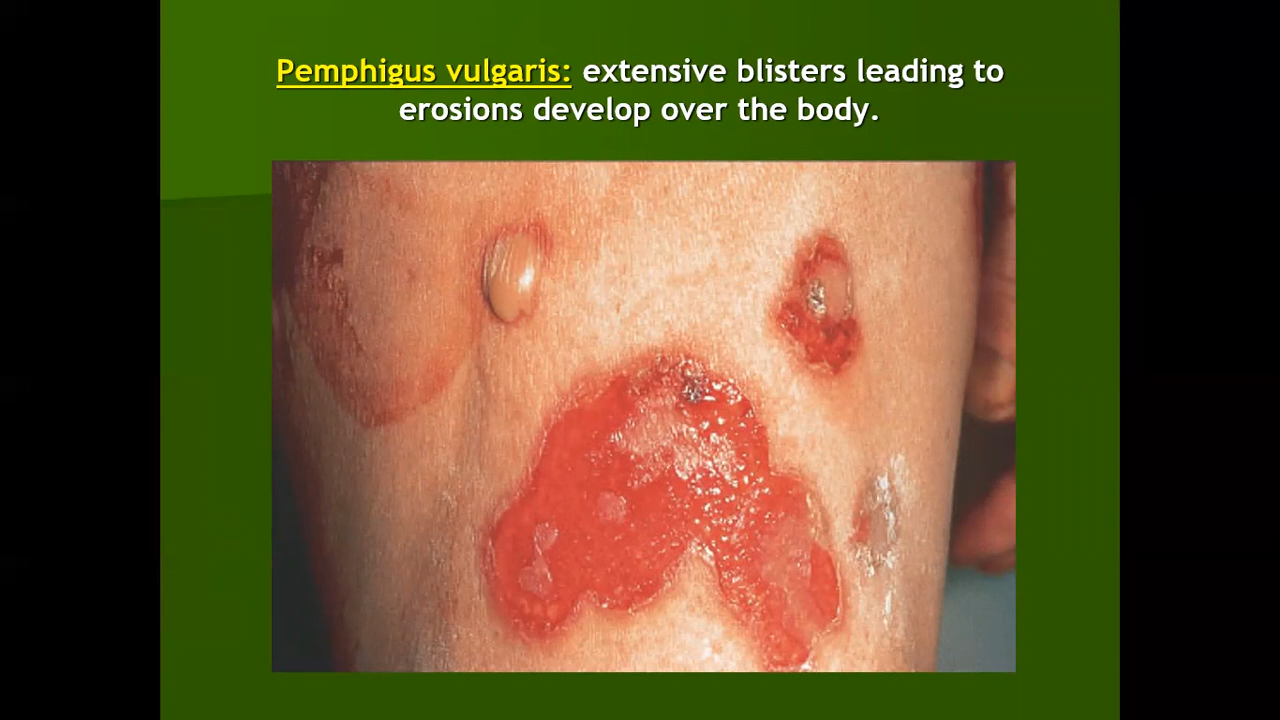 Pemphigus vulgaris: extensive blisters leading to
erosions develop over the body.